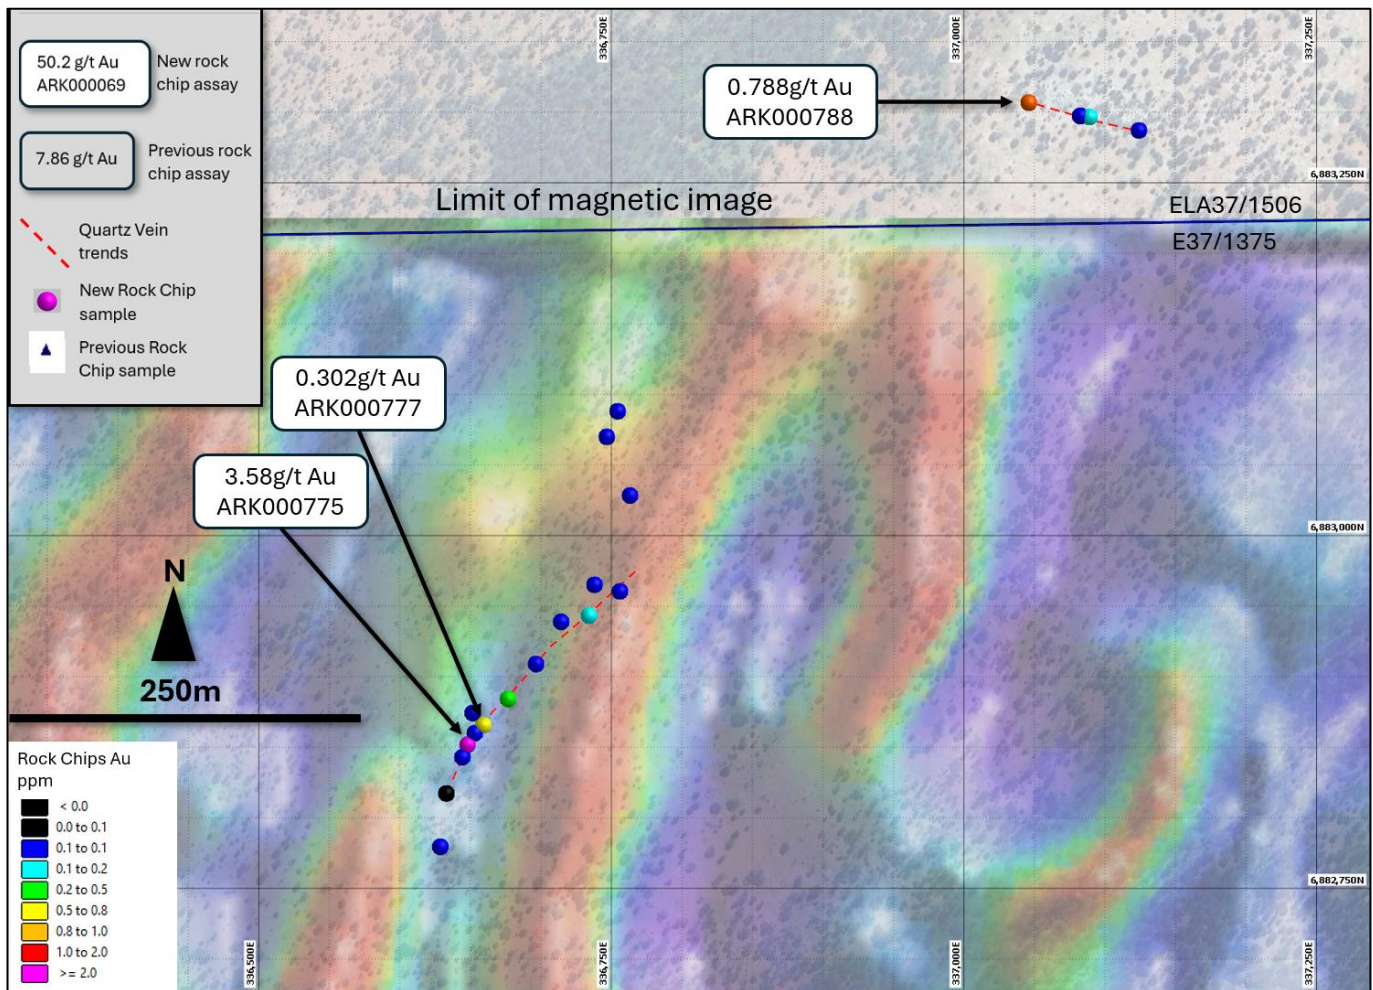 50.2 g/t Au
ARK000069
New rock
chip assay
7.86 g/t Au
Previous rock
chip assay
Quartz Vein
trends
New Rock Chip
sample
Previous Rock
Chip sample
336,750E
337,000E
337,250E
0.788g/t Au
ARK000788
6,883,250N
Limit of magnetic image
ELA37/1506
E37/1375
0.302g/t Au
ARK000777
3.58g/t Au
ARK000775
6,883,000N
N
250m
Rock Chips Au
ppm
< 0.0
0.0 to 0.1
0.1 to 0.1
0.1 to 0.2
0.2 to 0.5
0.5 to 0.8
0.8 to 1.0
1.0 to 2.0
>= 2.0
6,882,750N
336,500E
336,750E
337,000E
337,250E